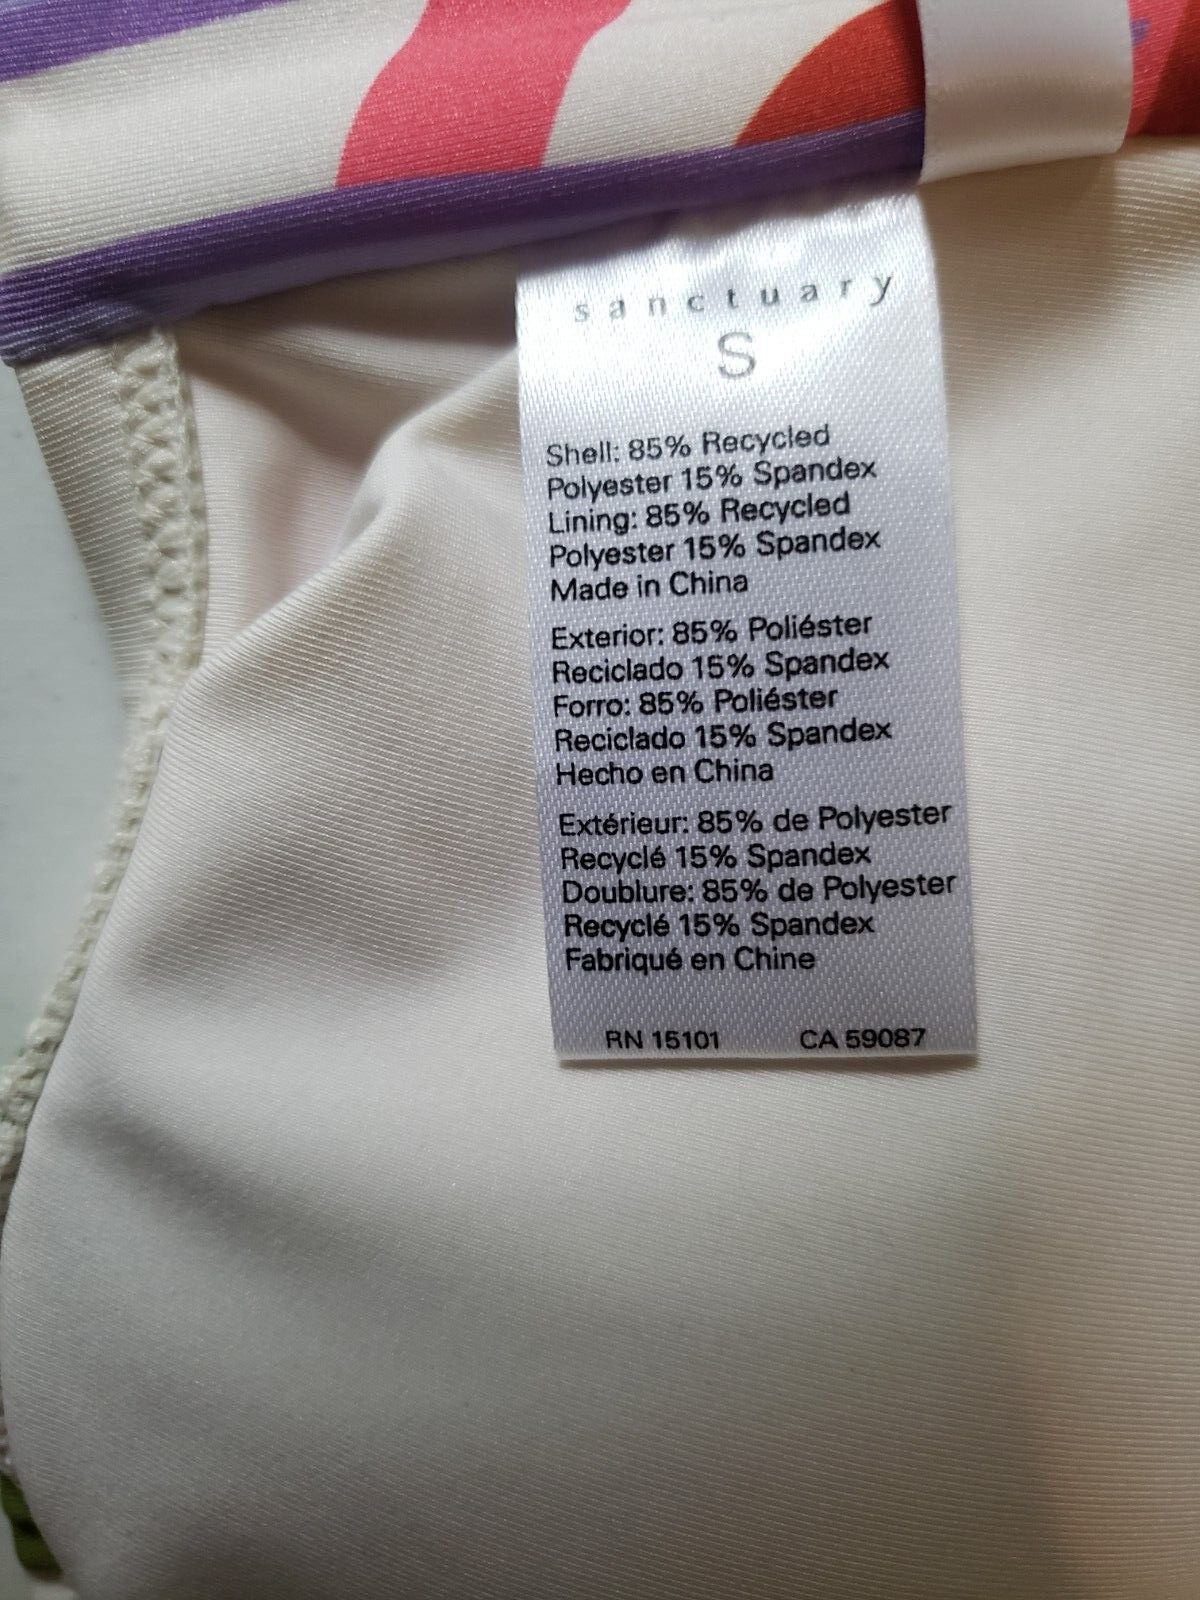 sanctuary
S
Shell: 85% Recycled
Polyester 15% Spandex
Lining: 85% Recycled
Polyester 15% Spandex
Made in China
Exterior: 85% Poliéster
Reciclado 15% Spandex
Forro: 85% Poliéster
Reciclado 15% Spandex
Hecho en China
Extérieur: 85% de Polyester
Recyclé 15% Spandex
Doublure: 85% de Polyester
Recyclé 15% Spandex
Fabriqué en Chine
RN 15101 CA 59087